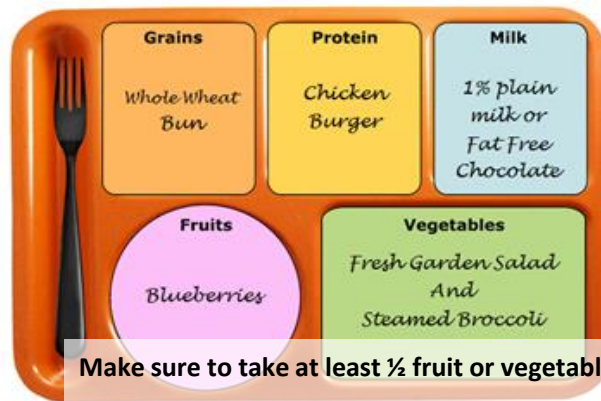 Grains
Whole Wheat
Bun
Protein
Chicken
Burger
Milk
1% plain
milk or
Fat Free
Chocolate
Fruits
Blueberries
Vegetables
Fresh Garden Salad
And
Steamed Broccoli
Make sure to take at least ½ fruit or vegetabl